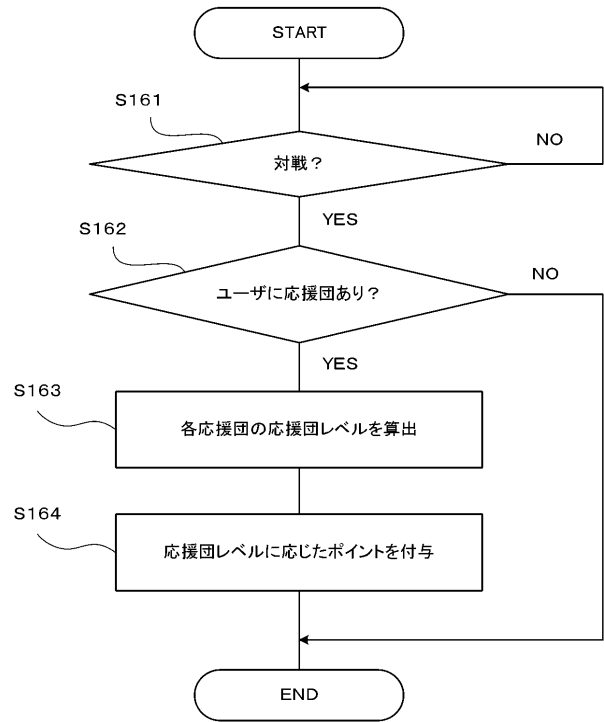 START
S161
対戦？
NO
YES
S162
ユーザに応援団あり？
NO
YES
S163
各応援団の応援団レベルを算出
S164
応援団レベルに応じたポイントを付与
END